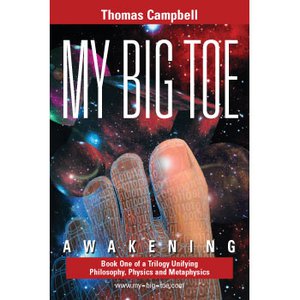 Thomas Campbell
MY BIG TOE
AWAKENING
Book One of a Trilogy Unifying
Philosophy, Physics and Metaphysics
www.my-big-toe.com